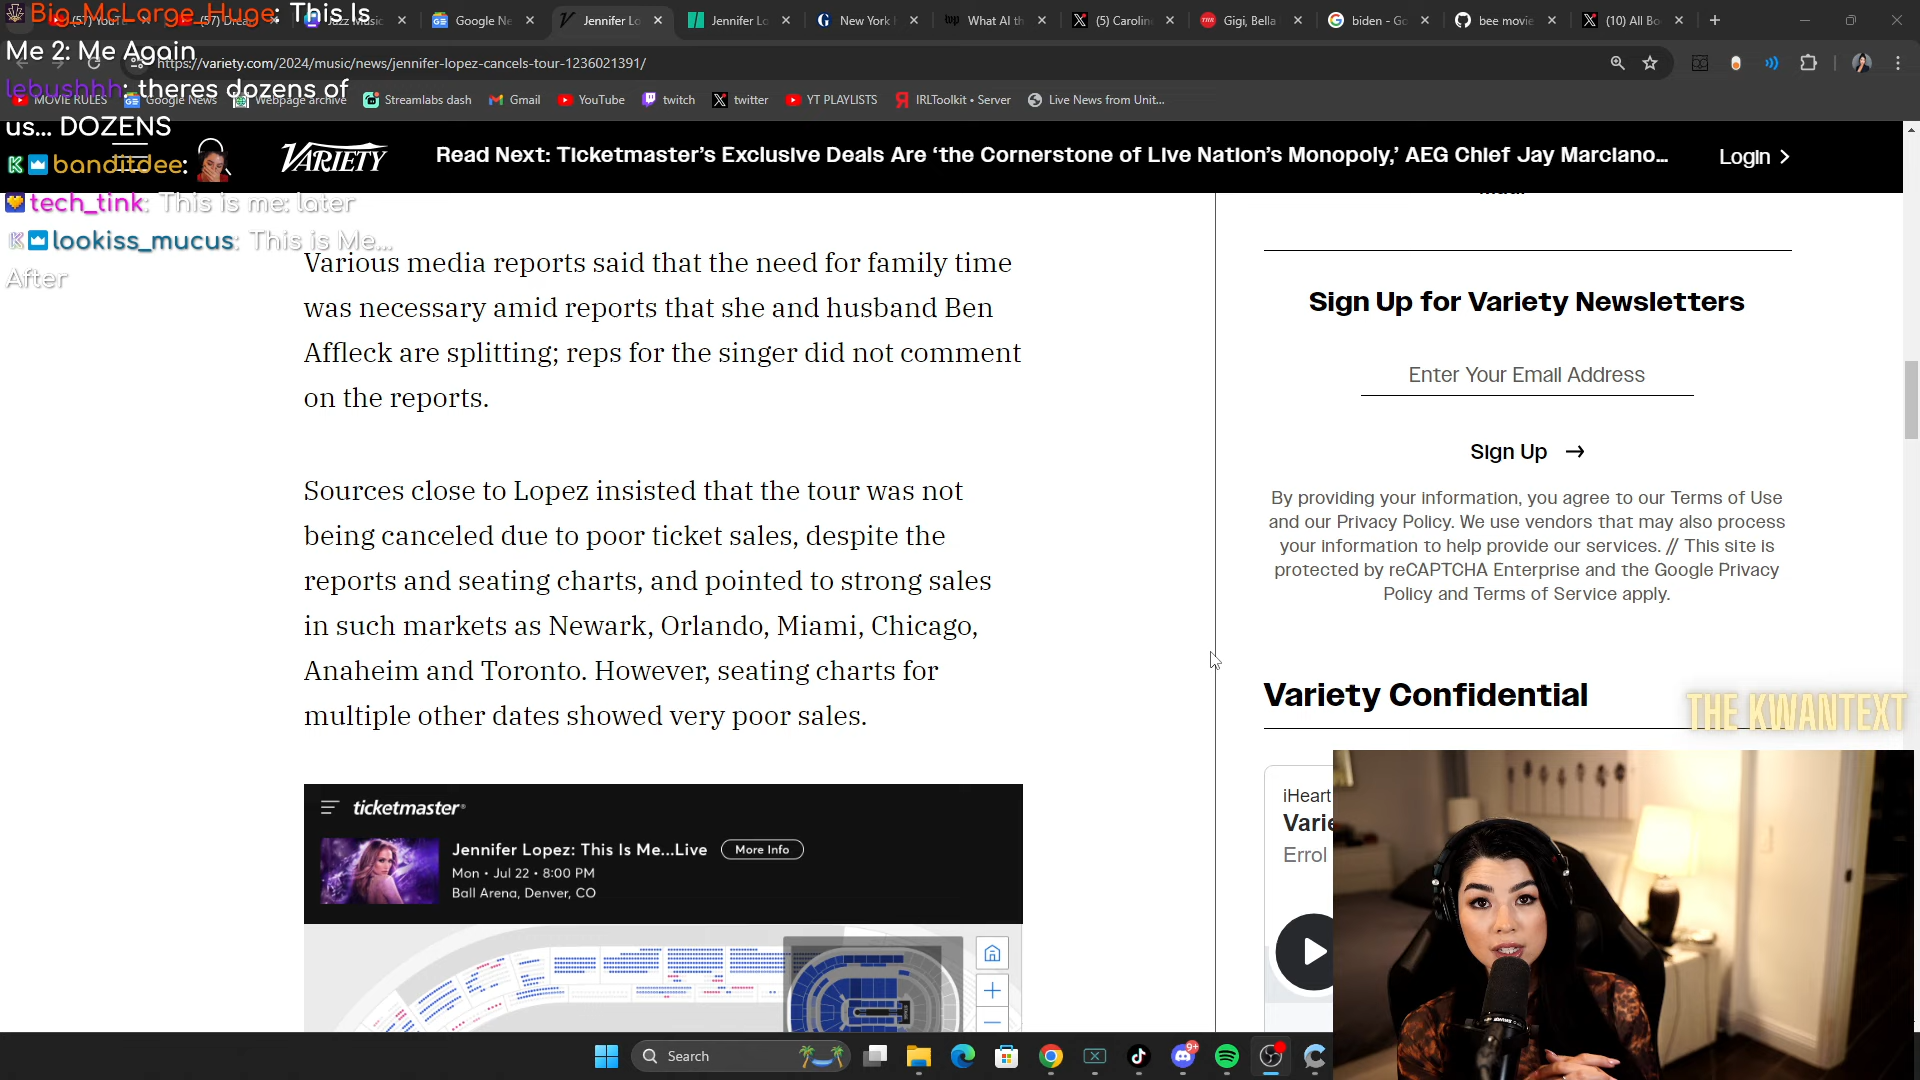 Big_McLarge_Huge: This Is
Me 2: Me Again
lebushhh: theres dozens of
us... DOZENS
banditdee:
tech_tink: This is me: later
lookiss_mucus: This is Me...
After
(57) YouT
(57) Drea
Jazz Music
Google Ne
Jennifer Lo
Jennifer Lo
New York
What AI th
(5) Carolin
Gigi, Bella
biden - Go
bee movie
(10) All Bo
https://variety.com/2024/music/news/jennifer-lopez-cancels-tour-1236021391/
MOVIE RULES
Google News
Webpage archive
Streamlabs dash
Gmail
YouTube
twitch
twitter
YT PLAYLISTS
IRLToolkit • Server
Live News from Unit...
VARIETY
Read Next: Ticketmaster’s Exclusive Deals Are ‘the Cornerstone of Live Nation’s Monopoly,’ AEG Chief Jay Marciano...
Login
Various media reports said that the need for family time
was necessary amid reports that she and husband Ben
Affleck are splitting; reps for the singer did not comment
on the reports.
Sources close to Lopez insisted that the tour was not
being canceled due to poor ticket sales, despite the
reports and seating charts, and pointed to strong sales
in such markets as Newark, Orlando, Miami, Chicago,
Anaheim and Toronto. However, seating charts for
multiple other dates showed very poor sales.
ticketmaster
Jennifer Lopez: This Is Me...Live
More Info
Mon • Jul 22 • 8:00 PM
Ball Arena, Denver, CO
Sign Up for Variety Newsletters
Enter Your Email Address
Sign Up →
By providing your information, you agree to our Terms of Use
and our Privacy Policy. We use vendors that may also process
your information to help provide our services. // This site is
protected by reCAPTCHA Enterprise and the Google Privacy
Policy and Terms of Service apply.
Variety Confidential
THE KWANTEXT
iHeart
Varie
Errol
Search
9+